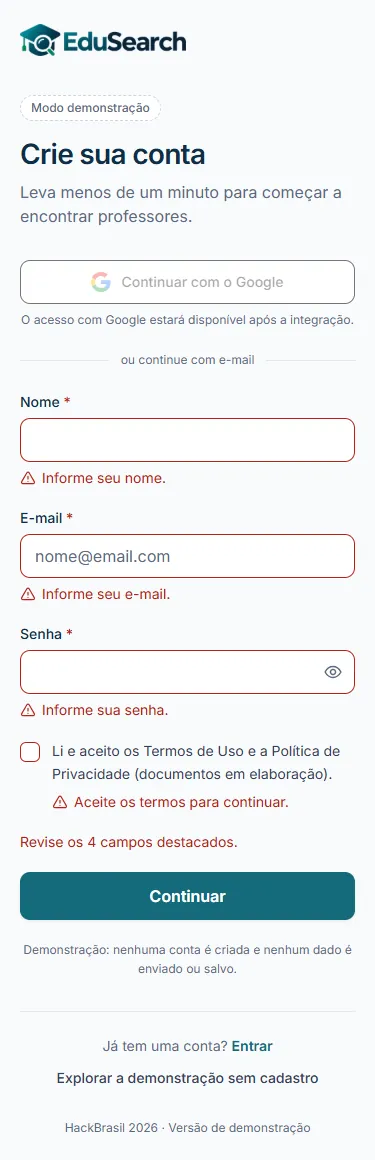 EduSearch
Modo demonstração
Crie sua conta
Leva menos de um minuto para começar a
encontrar professores.
Continuar com o Google
O acesso com Google estará disponível após a integração.
ou continue com e-mail
Nome *
Informe seu nome.
E-mail *
nome@email.com
Informe seu e-mail.
Senha *
Informe sua senha.
Li e aceito os Termos de Uso e a Política de
Privacidade (documentos em elaboração).
Aceite os termos para continuar.
Revise os 4 campos destacados.
Continuar
Demonstração: nenhuma conta é criada e nenhum dado é
enviado ou salvo.
Já tem uma conta? Entrar
Explorar a demonstração sem cadastro
HackBrasil 2026 · Versão de demonstração